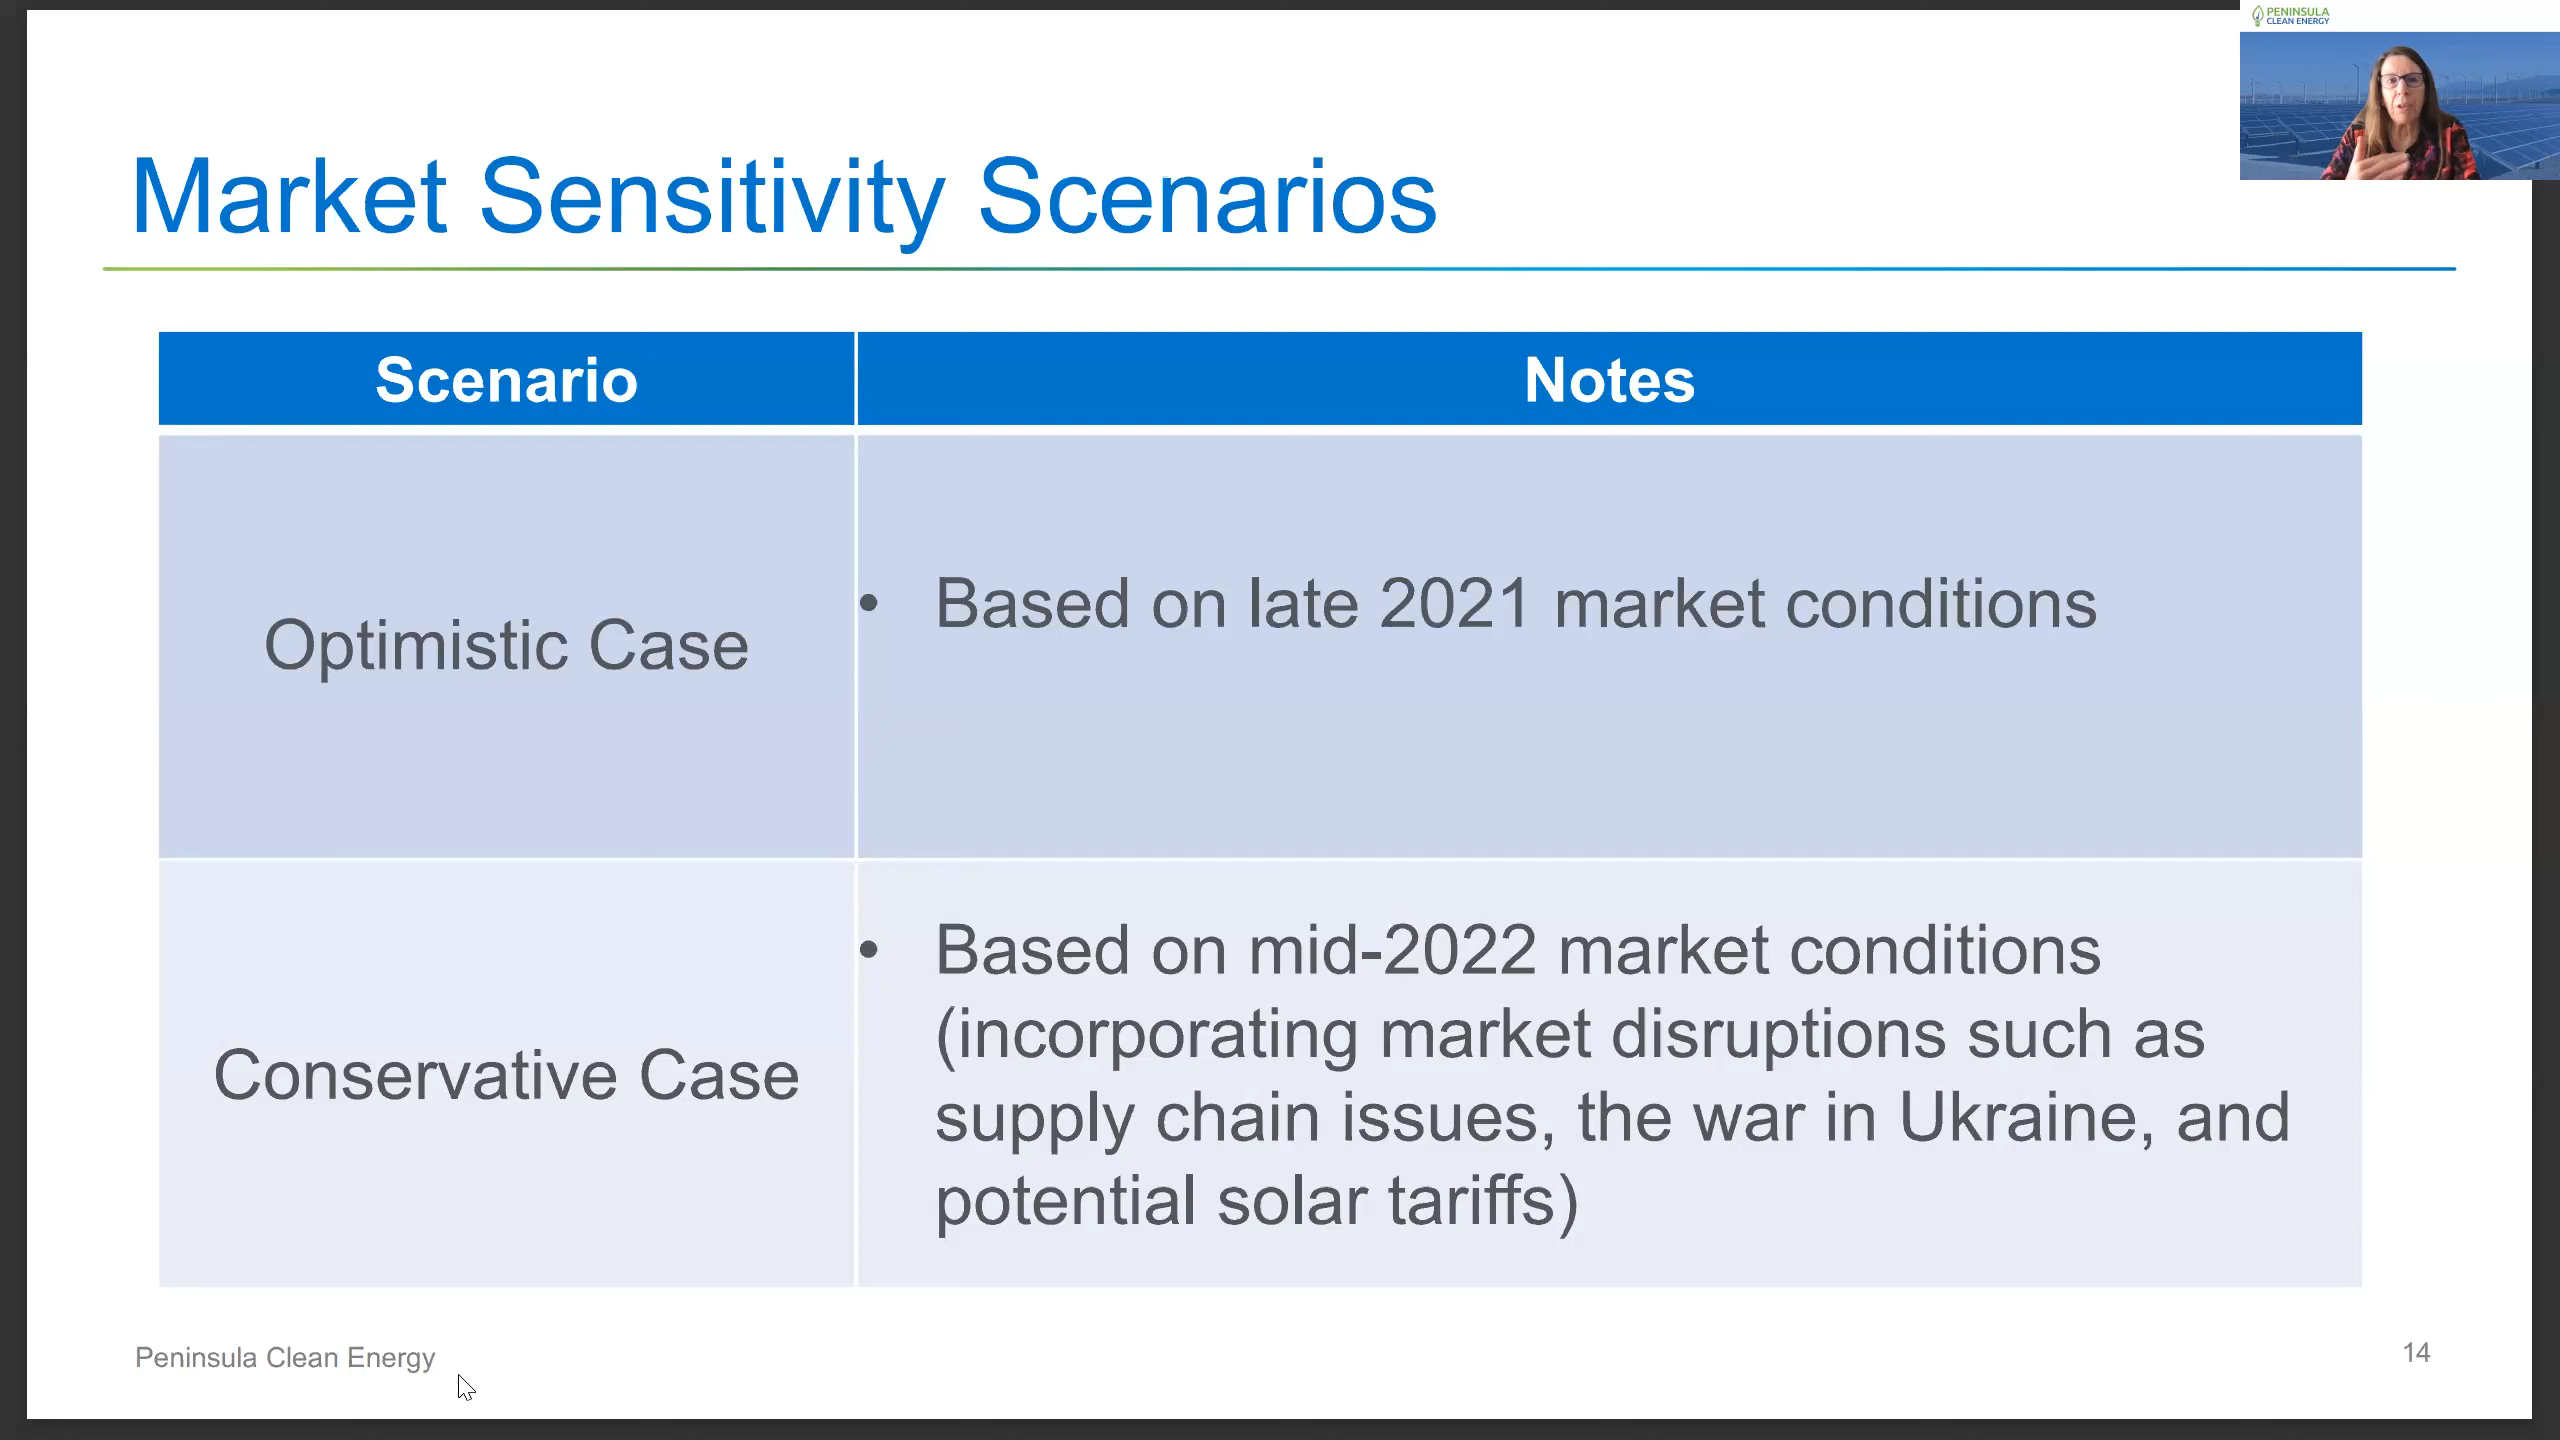 PENINSULA
CLEAN ENERGY
Market Sensitivity Scenarios
Scenario
Notes
Optimistic Case
• Based on late 2021 market conditions
Conservative Case
• Based on mid-2022 market conditions
(incorporating market disruptions such as
supply chain issues, the war in Ukraine, and
potential solar tariffs)
Peninsula Clean Energy
14